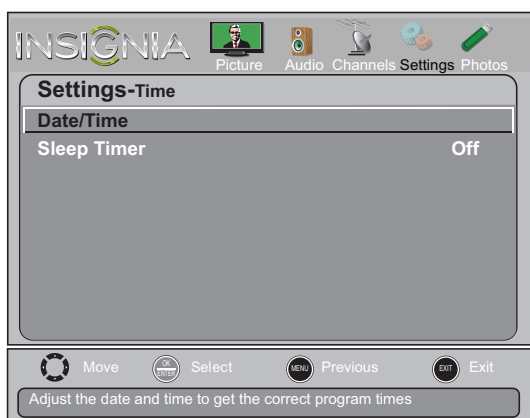 INSIGNIA
Picture Audio Channels Settings Photos
Settings-Time
Date/Time
Sleep Timer Off
Move OK ENTER Select MENU Previous EXIT Exit
Adjust the date and time to get the correct program times